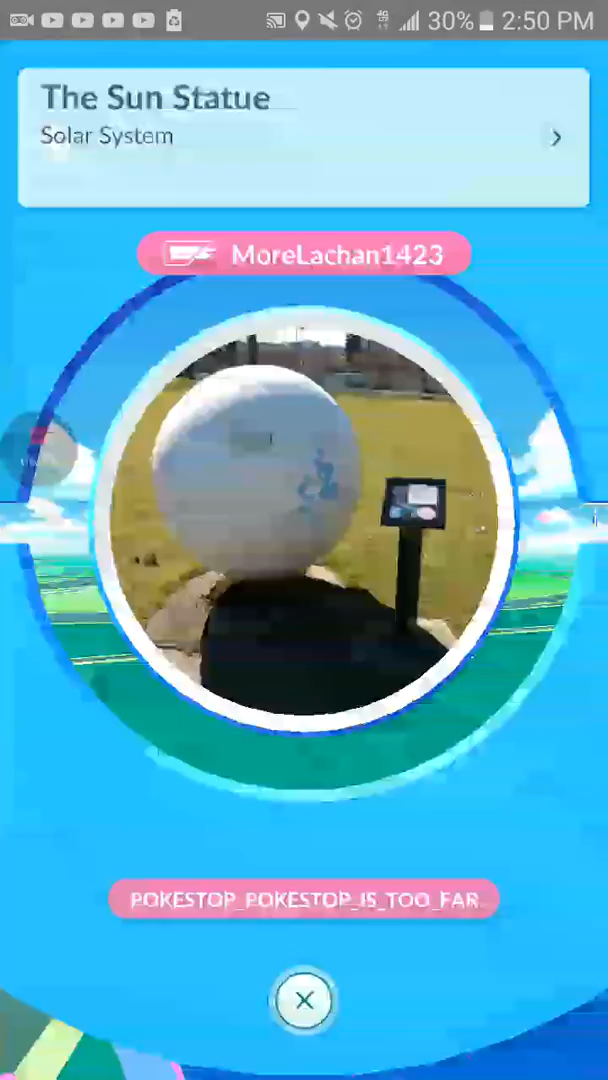 30% 2:50 PM
The Sun Statue
Solar System
MoreLachan1423
POKESTOP_POKESTOP_IS_TOO_FAR